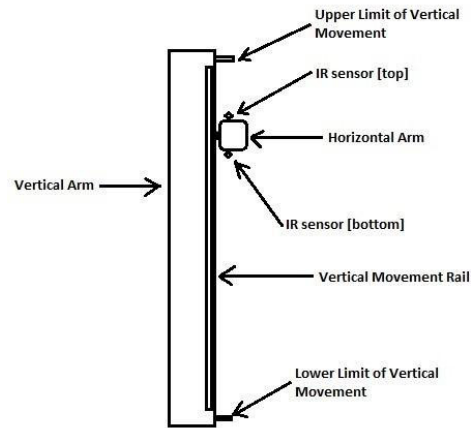 Upper Limit of Vertical
Movement
IR sensor [top]
Horizontal Arm
Vertical Arm
IR sensor [bottom]
Vertical Movement Rail
Lower Limit of Vertical
Movement